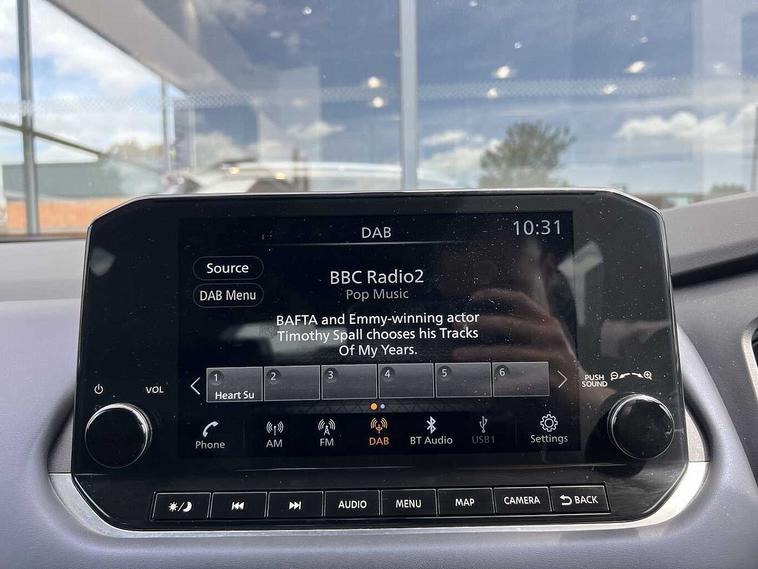 DAB
10:31
Source
BBC Radio2
DAB Menu
Pop Music
BAFTA and Emmy-winning actor
Timothy Spall chooses his Tracks
Of My Years.
1 2 3 4 5 6
Heart Su
VOL
PUSH
SOUND
Phone AM FM DAB BT Audio USB1 Settings
AUDIO MENU MAP CAMERA BACK